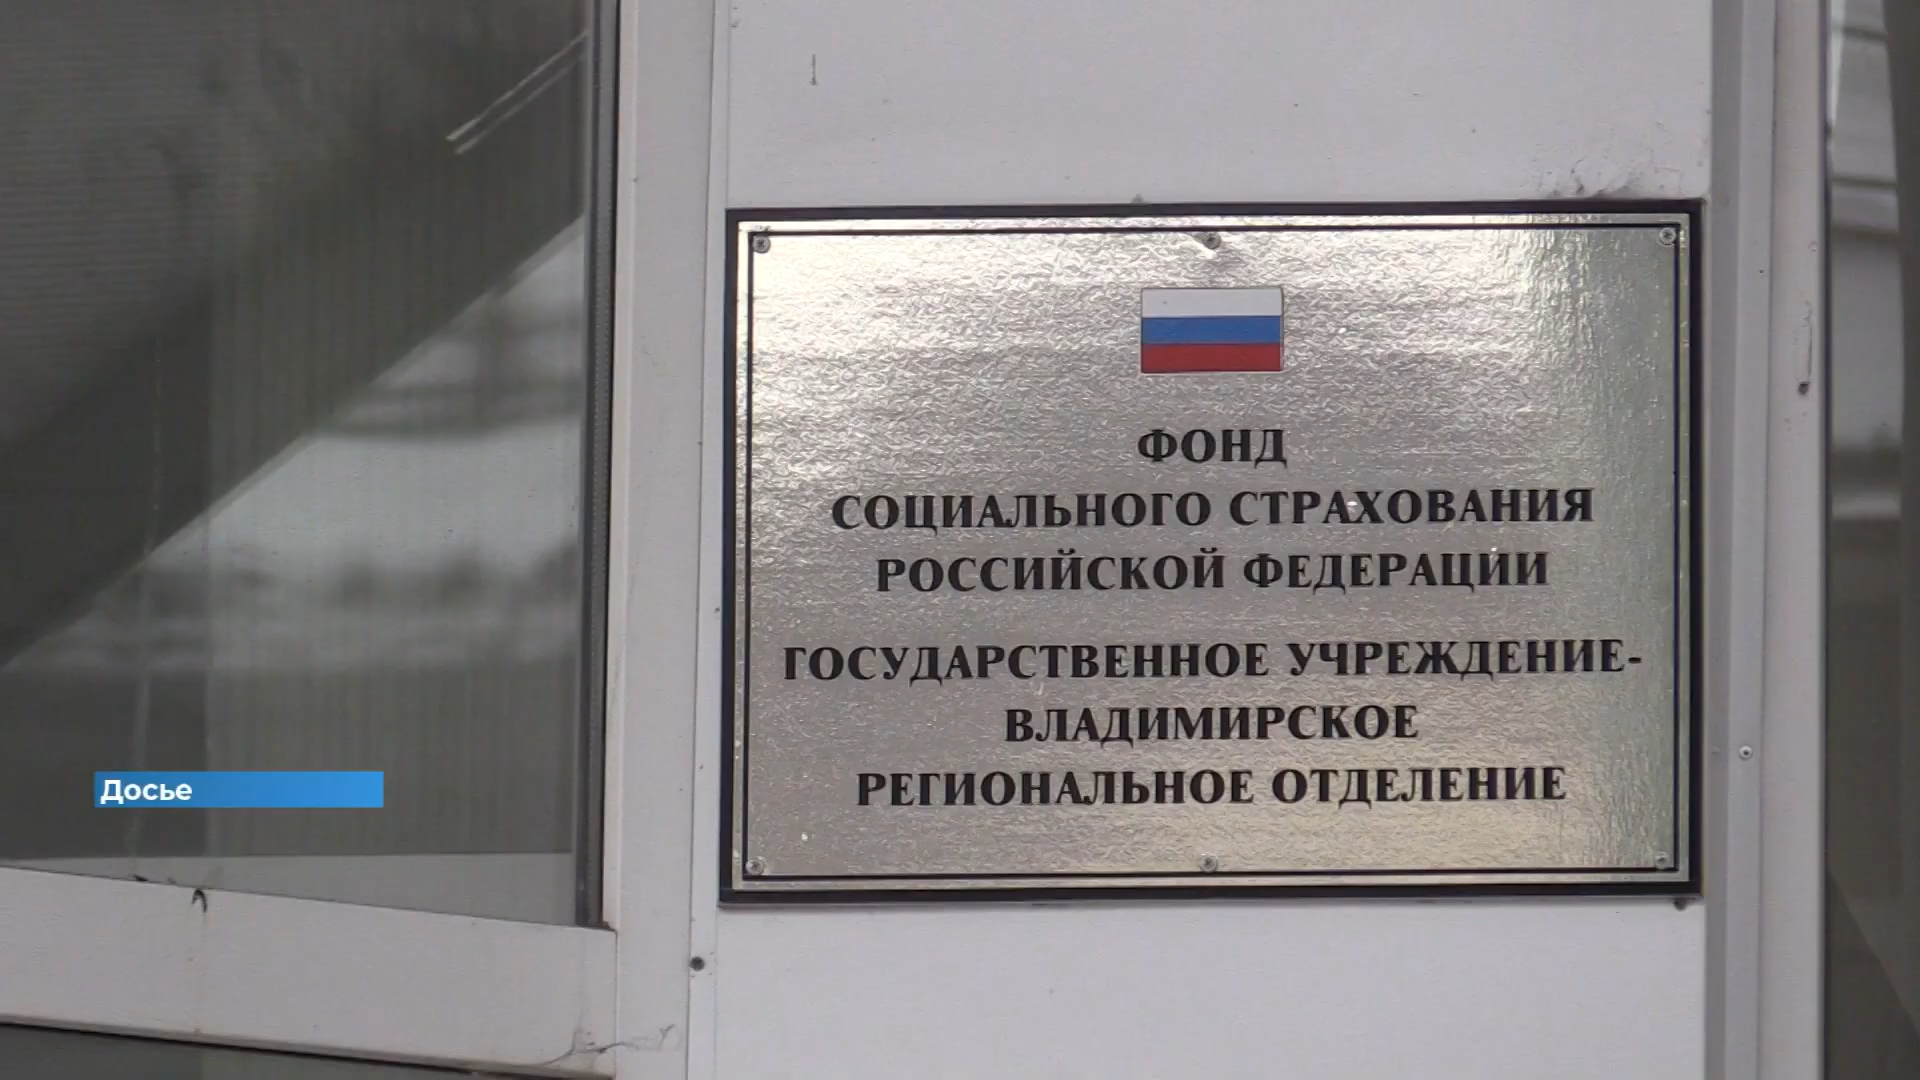 ФОНД
СОЦИАЛЬНОГО СТРАХОВАНИЯ
РОССИЙСКОЙ ФЕДЕРАЦИИ
ГОСУДАРСТВЕННОЕ УЧРЕЖДЕНИЕ-
ВЛАДИМИРСКОЕ
РЕГИОНАЛЬНОЕ ОТДЕЛЕНИЕ
Досье